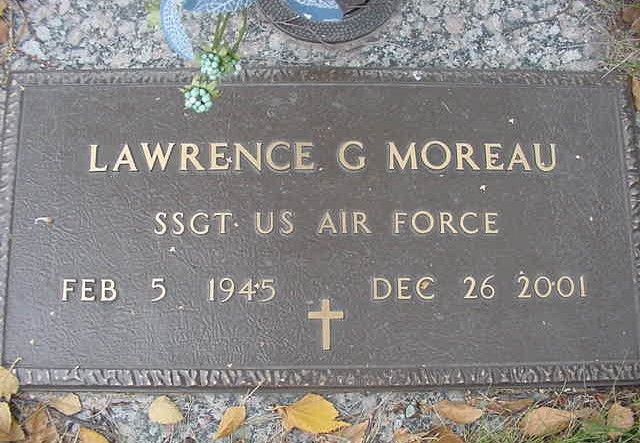 LAWRENCE G MOREAU
SSGT US AIR FORCE
FEB 5 1945 DEC 26 2001